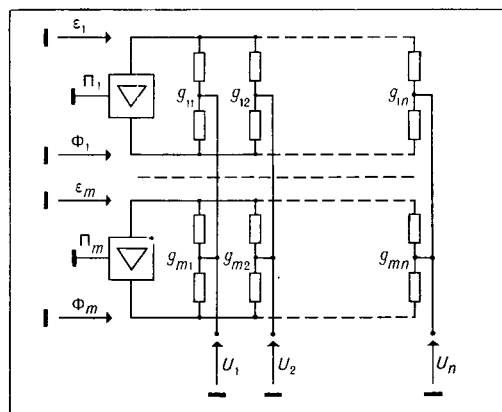 ε₁
Π₁
g₁₁ g₁₂ g₁ₙ
Φ₁
εₘ
Πₘ
gₘ₁ gₘ₂ gₘₙ
Φₘ
U₁ U₂ Uₙ